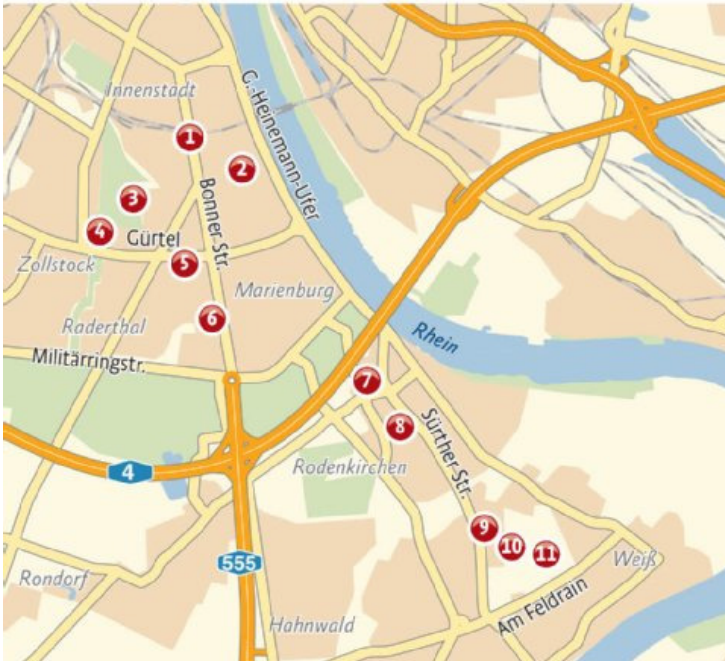 Innenstadt
G.-Heinemann-Ufer
1
2
Bonner Str.
3
4
Gürtel
5
Zollstock
Marienburg
6
Raderthal
Rhein
Militärringstr.
7
8
Sürther Str.
4
Rodenkirchen
9
10
11
555
Weiß
Rondorf
Am Feldrain
Hahnwald